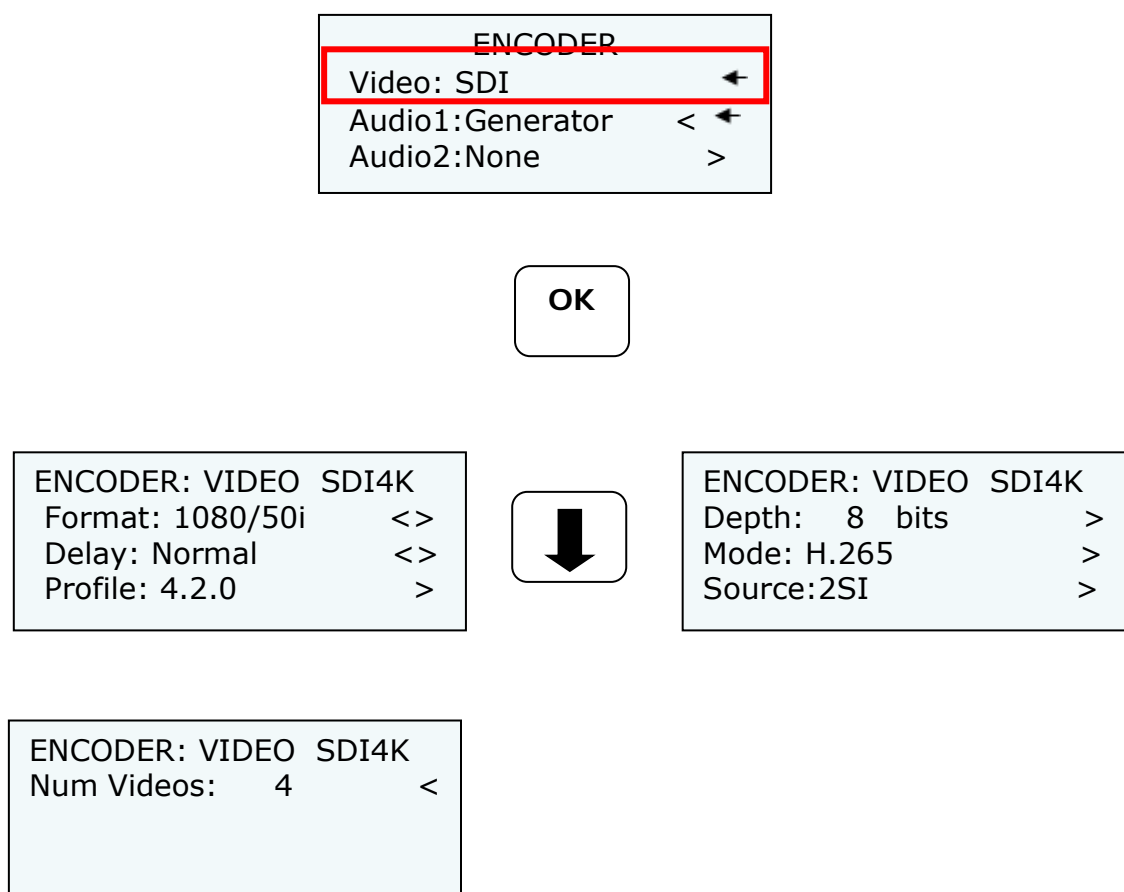 ENCODER
Video: SDI
Audio1:Generator <
Audio2:None >
OK
ENCODER: VIDEO SDI4K
Format: 1080/50i <>
Delay: Normal <>
Profile: 4.2.0 >
ENCODER: VIDEO SDI4K
Depth: 8 bits >
Mode: H.265 >
Source:2SI >
ENCODER: VIDEO SDI4K
Num Videos: 4 <